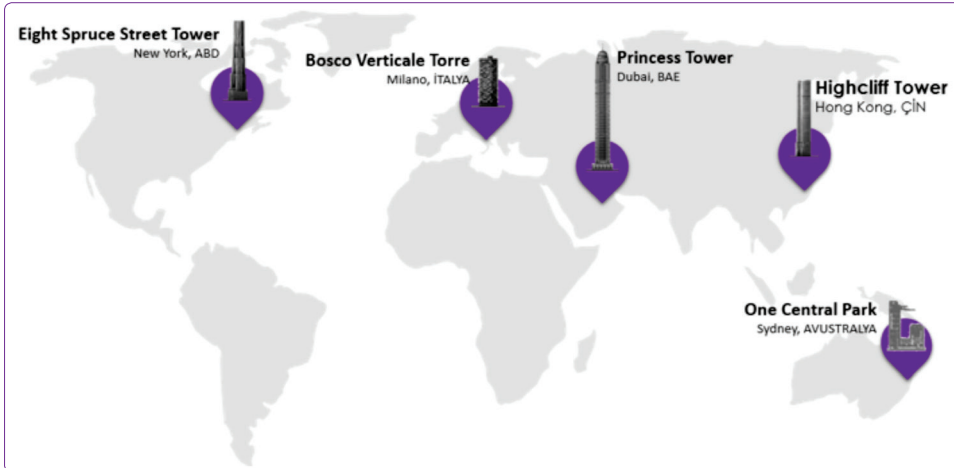 Eight Spruce Street Tower
New York, ABD
Bosco Verticale Torre
Milano, İTALYA
Princess Tower
Dubai, BAE
Highcliff Tower
Hong Kong, ÇİN
One Central Park
Sydney, AVUSTRALYA